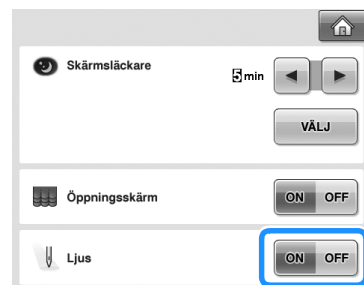 Skärmsläckare
5 min
VÄLJ
Öppningsskärm
ON OFF
Ljus
ON OFF